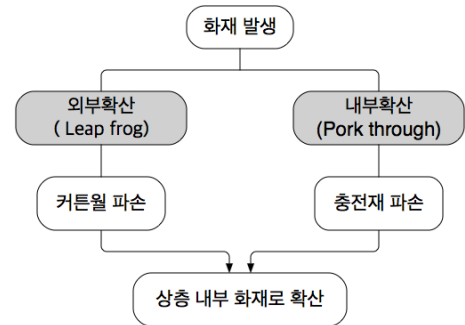 화재 발생
외부확산
( Leap frog)
내부확산
(Pork through)
커튼월 파손
충전재 파손
상층 내부 화재로 확산